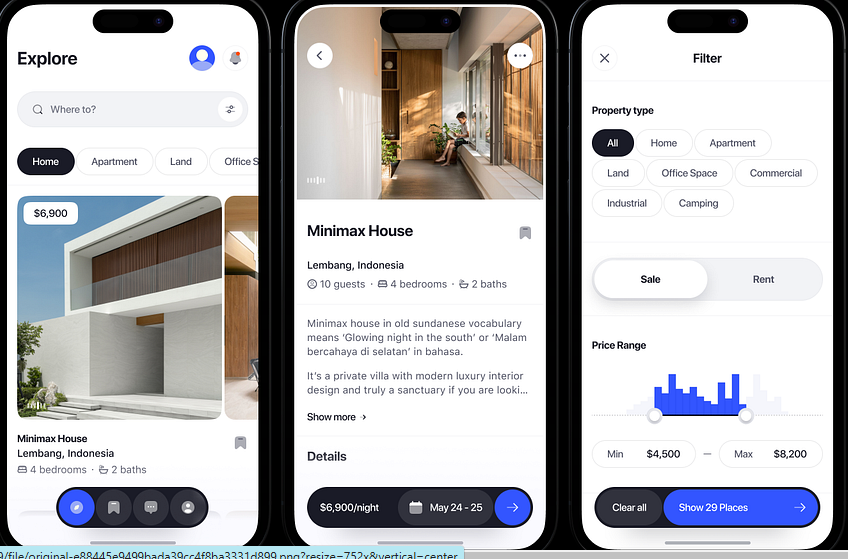 Explore
Where to?
Home
Apartment
Land
Office S
$6,900
Minimax House
Lembang, Indonesia
4 bedrooms · 2 baths
Minimax House
Lembang, Indonesia
10 guests · 4 bedrooms · 2 baths
Minimax house in old sundanese vocabulary
means ‘Glowing night in the south’ or ‘Malam
bercahaya di selatan’ in bahasa.
It’s a private villa with modern luxury interior
design and truly a sanctuary if you are looki...
Show more
Details
$6,900/night
May 24 - 25
Filter
Property type
All
Home
Apartment
Land
Office Space
Commercial
Industrial
Camping
Sale
Rent
Price Range
Min $4,500 — Max $8,200
Clear all
Show 29 Places
9/file/original-e88445e9499bada39cc4f8ba3331d899.png?resize=752x&vertical=center